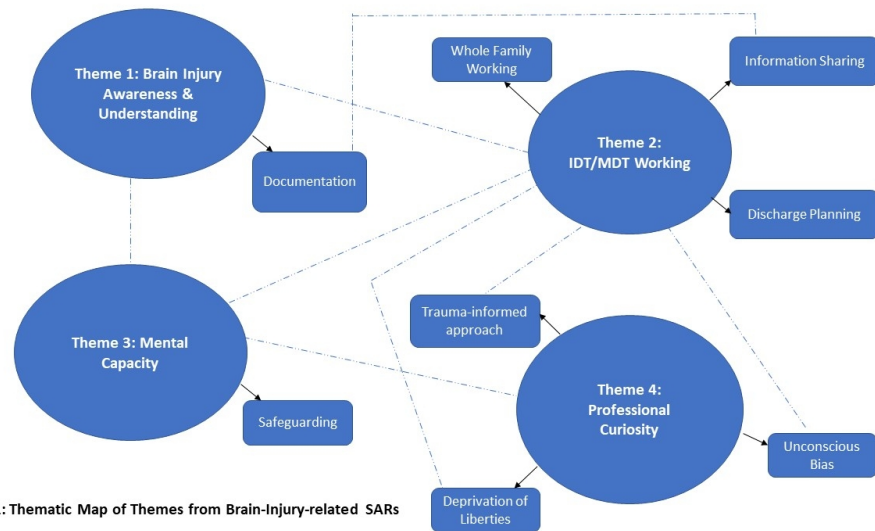 Theme 1: Brain Injury
Awareness &
Understanding
Documentation
Whole Family
Working
Information Sharing
Theme 2:
IDT/MDT Working
Discharge Planning
Theme 3: Mental
Capacity
Safeguarding
Trauma-informed
approach
Theme 4:
Professional
Curiosity
Unconscious
Bias
Deprivation of
Liberties
: Thematic Map of Themes from Brain-Injury-related SARs